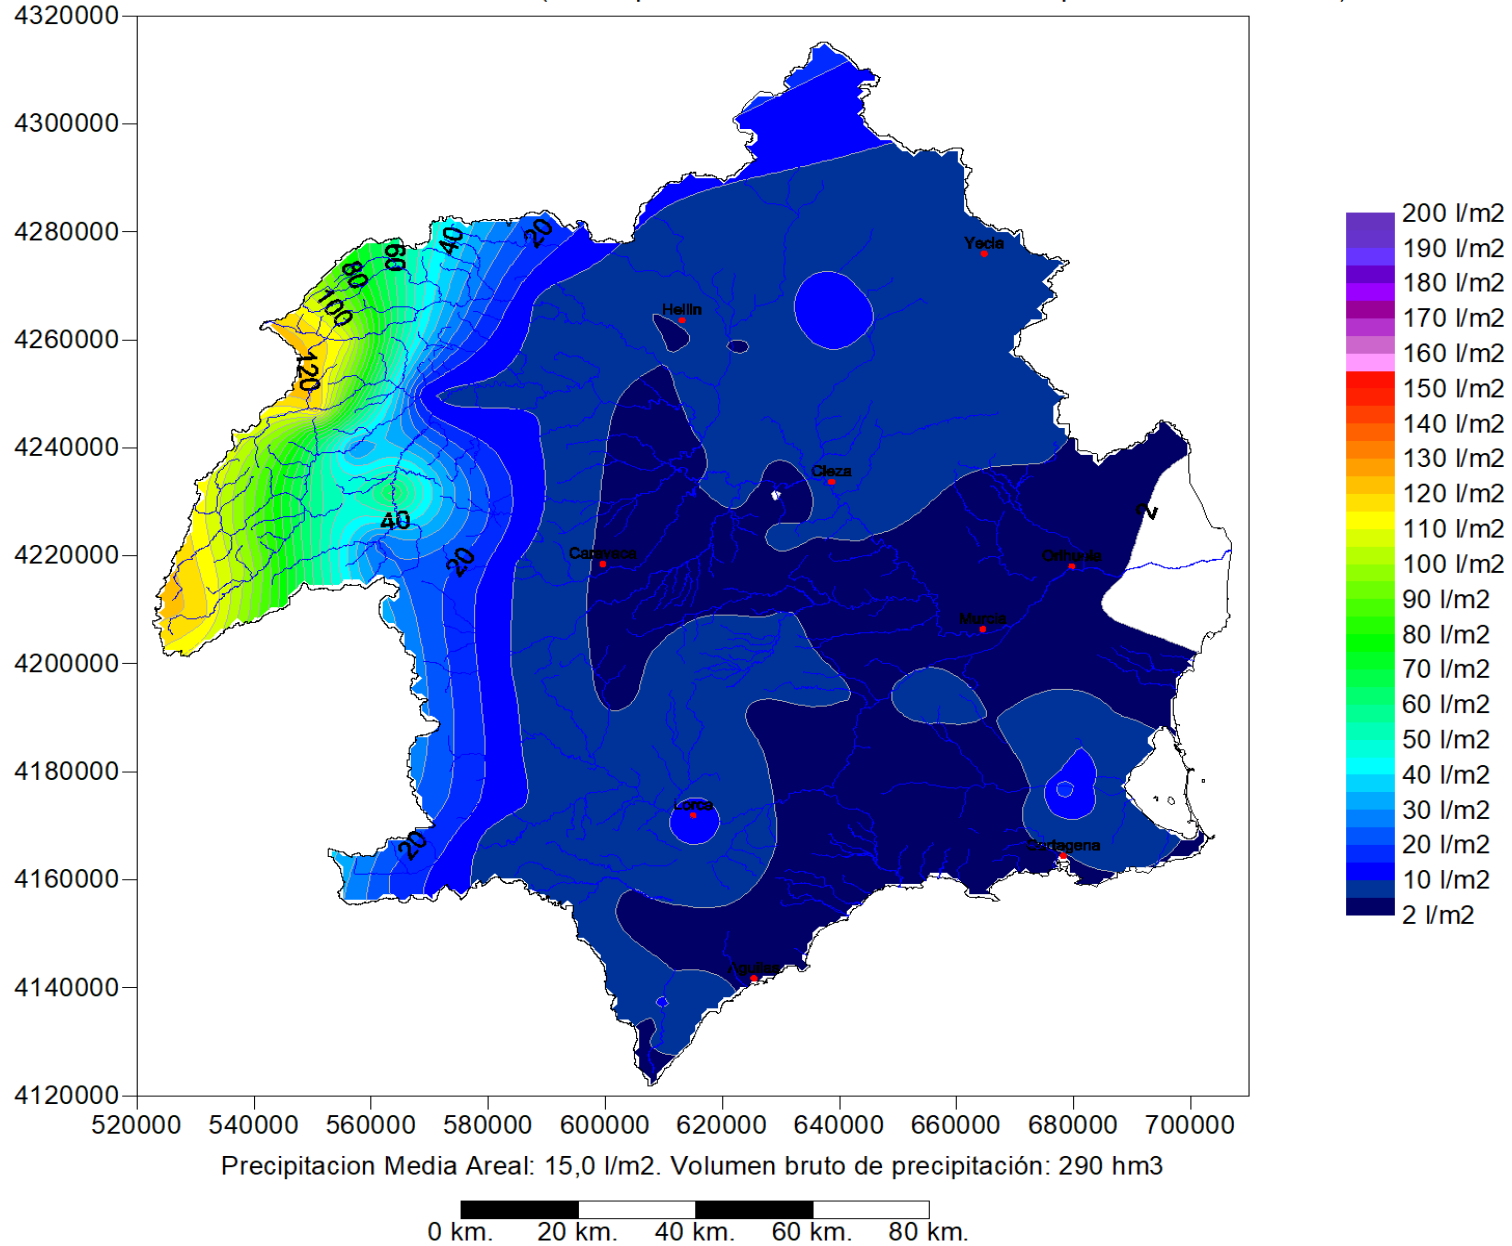 4320000
4300000
4280000
4260000
4240000
4220000
4200000
4180000
4160000
4140000
4120000
520000 540000 560000 580000 600000 620000 640000 660000 680000 700000
20
40
60
80
100
120
40
20
20
2
Yecla
Hellin
Cieza
Caravaca
Orihuela
Murcia
Lorca
Cartagena
Aguilas
200 l/m2
190 l/m2
180 l/m2
170 l/m2
160 l/m2
150 l/m2
140 l/m2
130 l/m2
120 l/m2
110 l/m2
100 l/m2
90 l/m2
80 l/m2
70 l/m2
60 l/m2
50 l/m2
40 l/m2
30 l/m2
20 l/m2
10 l/m2
2 l/m2
Precipitacion Media Areal: 15,0 l/m2. Volumen bruto de precipitación: 290 hm3
0 km. 20 km. 40 km. 60 km. 80 km.